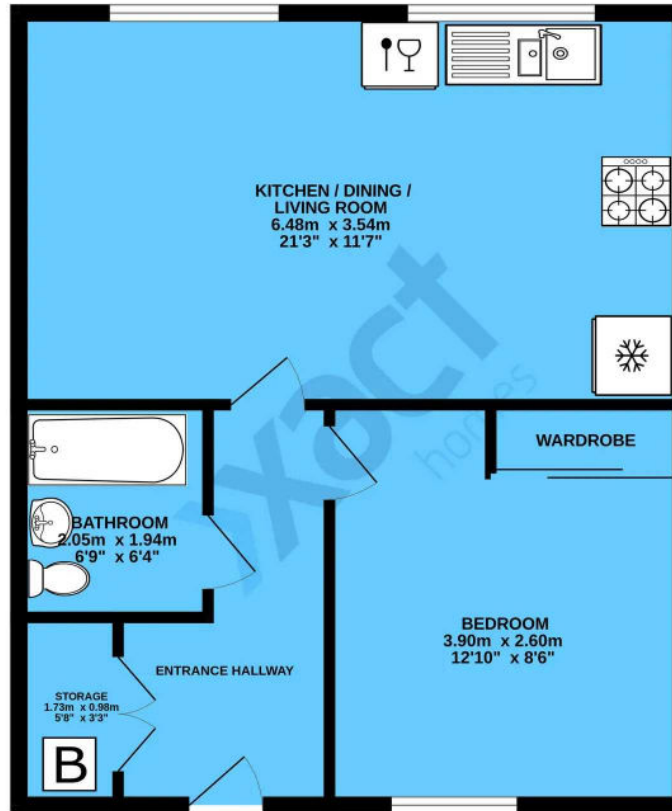 KITCHEN / DINING /
LIVING ROOM
6.48m x 3.54m
21'3" x 11'7"
xxact
homes
WARDROBE
BATHROOM
2.05m x 1.94m
6'9" x 6'4"
BEDROOM
3.90m x 2.60m
12'10" x 8'6"
ENTRANCE HALLWAY
STORAGE
1.73m x 0.98m
5'8" x 3'3"
B